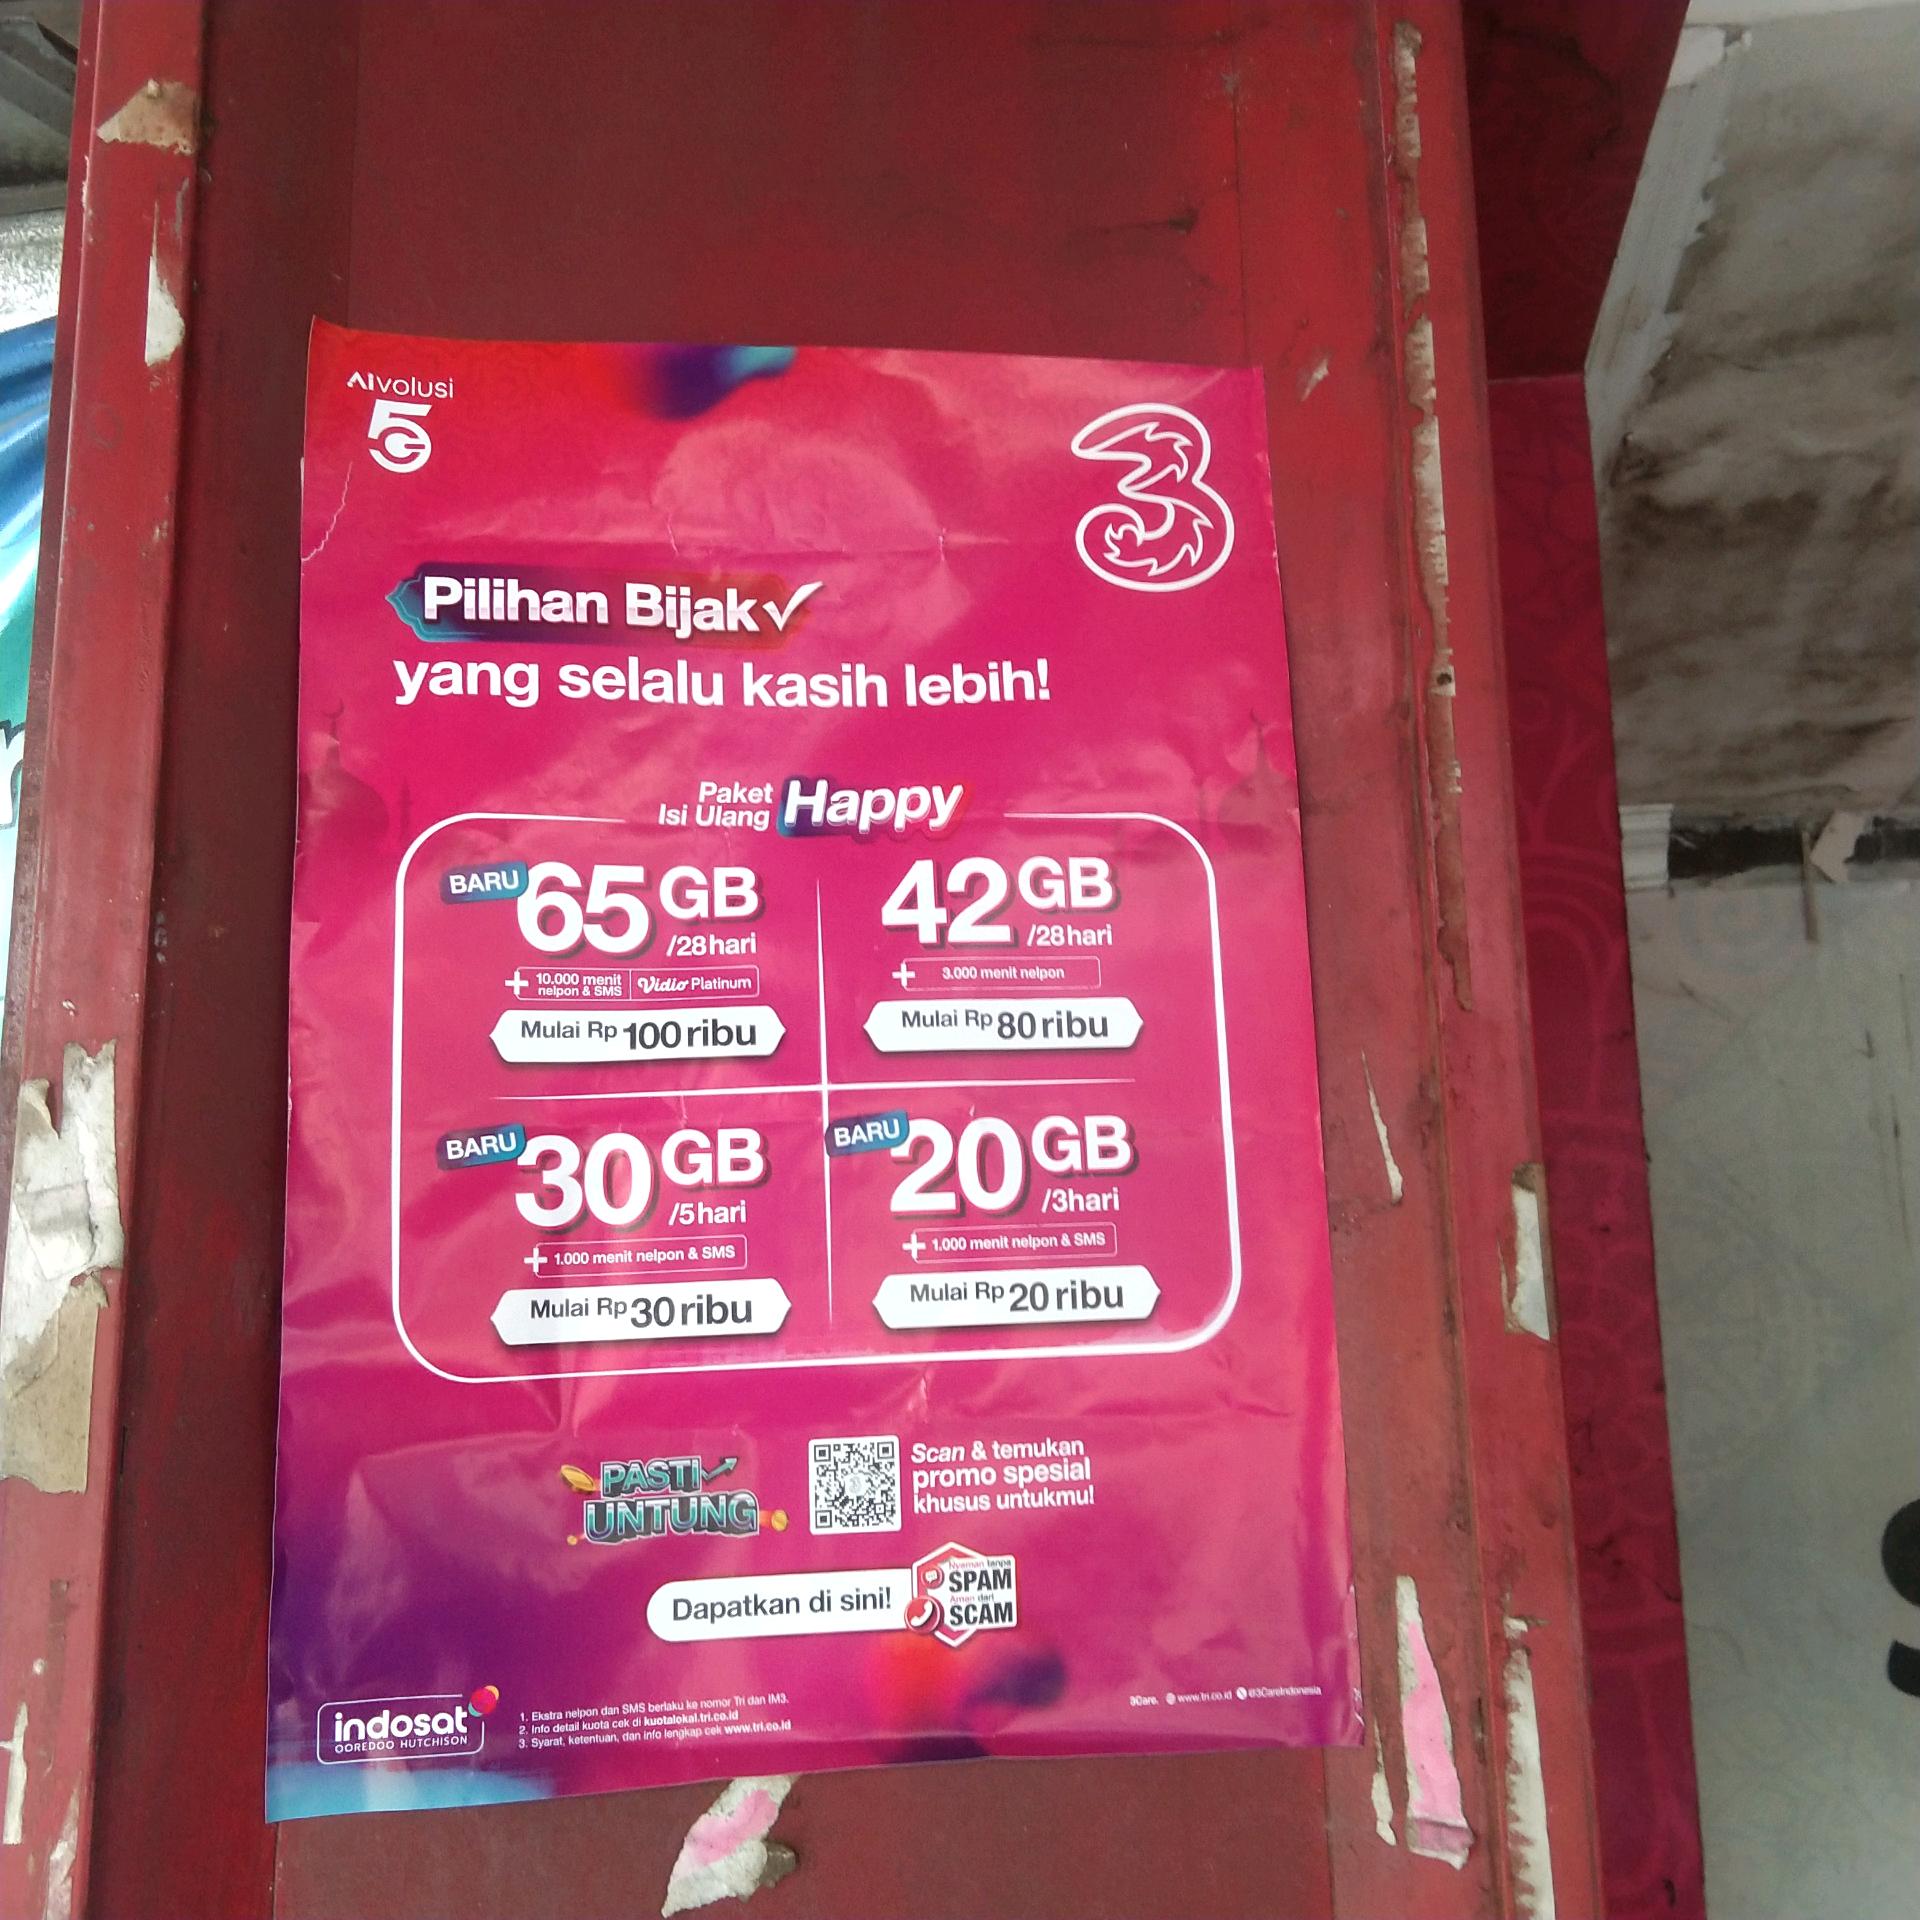 AIvolusi
5G
3
Pilihan Bijak
yang selalu kasih lebih!
Paket
Isi Ulang
Happy
BARU
65 GB
/28 hari
+ 10.000 menit
nelpon & SMS
Vidio Platinum
Mulai Rp 100 ribu
42 GB
/28 hari
+ 3.000 menit nelpon
Mulai Rp 80 ribu
BARU
30 GB
/5 hari
+ 1.000 menit nelpon & SMS
Mulai Rp 30 ribu
BARU
20 GB
/3hari
+ 1.000 menit nelpon & SMS
Mulai Rp 20 ribu
PASTI
UNTUNG
Scan & temukan
promo spesial
khusus untukmu!
Dapatkan di sini!
Nyaman tanpa
SPAM
Aman dari
SCAM
indosat
OOREDOO HUTCHISON
1. Ekstra nelpon dan SMS berlaku ke nomor Tri dan IM3.
2. Info detail kuota cek di kuotalokal.tri.co.id
3. Syarat, ketentuan, dan info lengkap cek www.tri.co.id
3Care. www.tri.co.id @3CareIndonesia